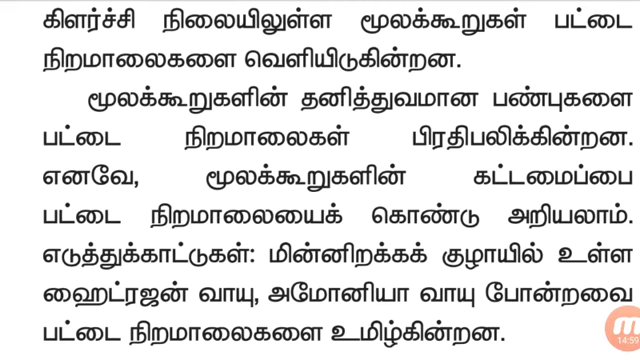 கிளர்ச்சி நிலையிலுள்ள மூலக்கூறுகள் பட்டை
நிறமாலைகளை வெளியிடுகின்றன.
மூலக்கூறுகளின் தனித்துவமான பண்புகளை
பட்டை நிறமாலைகள் பிரதிபலிக்கின்றன.
எனவே, மூலக்கூறுகளின் கட்டமைப்பை
பட்டை நிறமாலையைக் கொண்டு அறியலாம்.
எடுத்துக்காட்டுகள்: மின்னிறக்கக் குழாயில் உள்ள
ஹைட்ரஜன் வாயு, அமோனியா வாயு போன்றவை
பட்டை நிறமாலைகளை உமிழ்கின்றன.
14:59